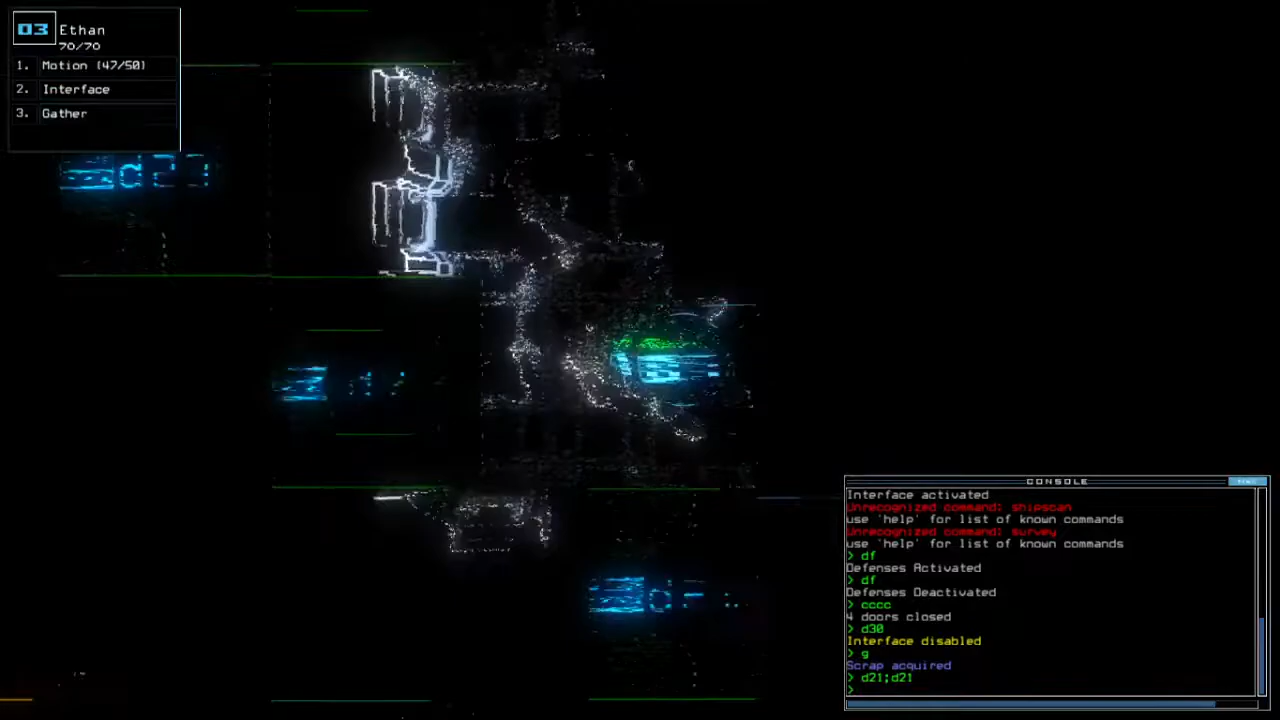 03 Ethan
70/70
1. Motion (47/50)
2. Interface
3. Gather
CONSOLE
Interface activated
Unrecognized command: shipscan
use 'help' for list of known commands
Unrecognized command: survey
use 'help' for list of known commands
> df
Defenses Activated
> df
Defenses Deactivated
> cccc
4 doors closed
> d30
Interface disabled
> g
Scrap acquired
> d21;d21
>